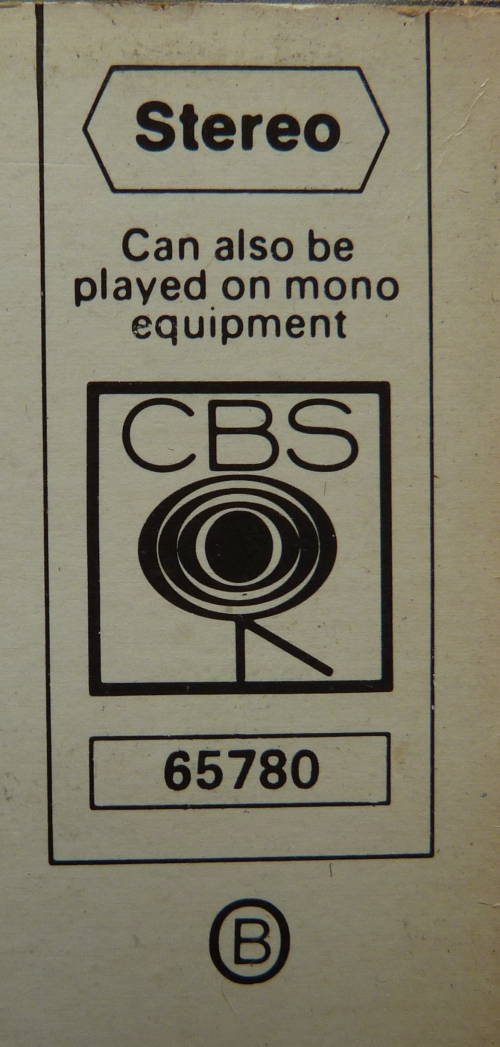 Stereo
Can also be
played on mono
equipment
CBS
65780
B